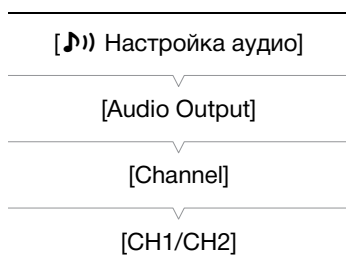 [♪)) Настройка аудио]
[Audio Output]
[Channel]
[CH1/CH2]